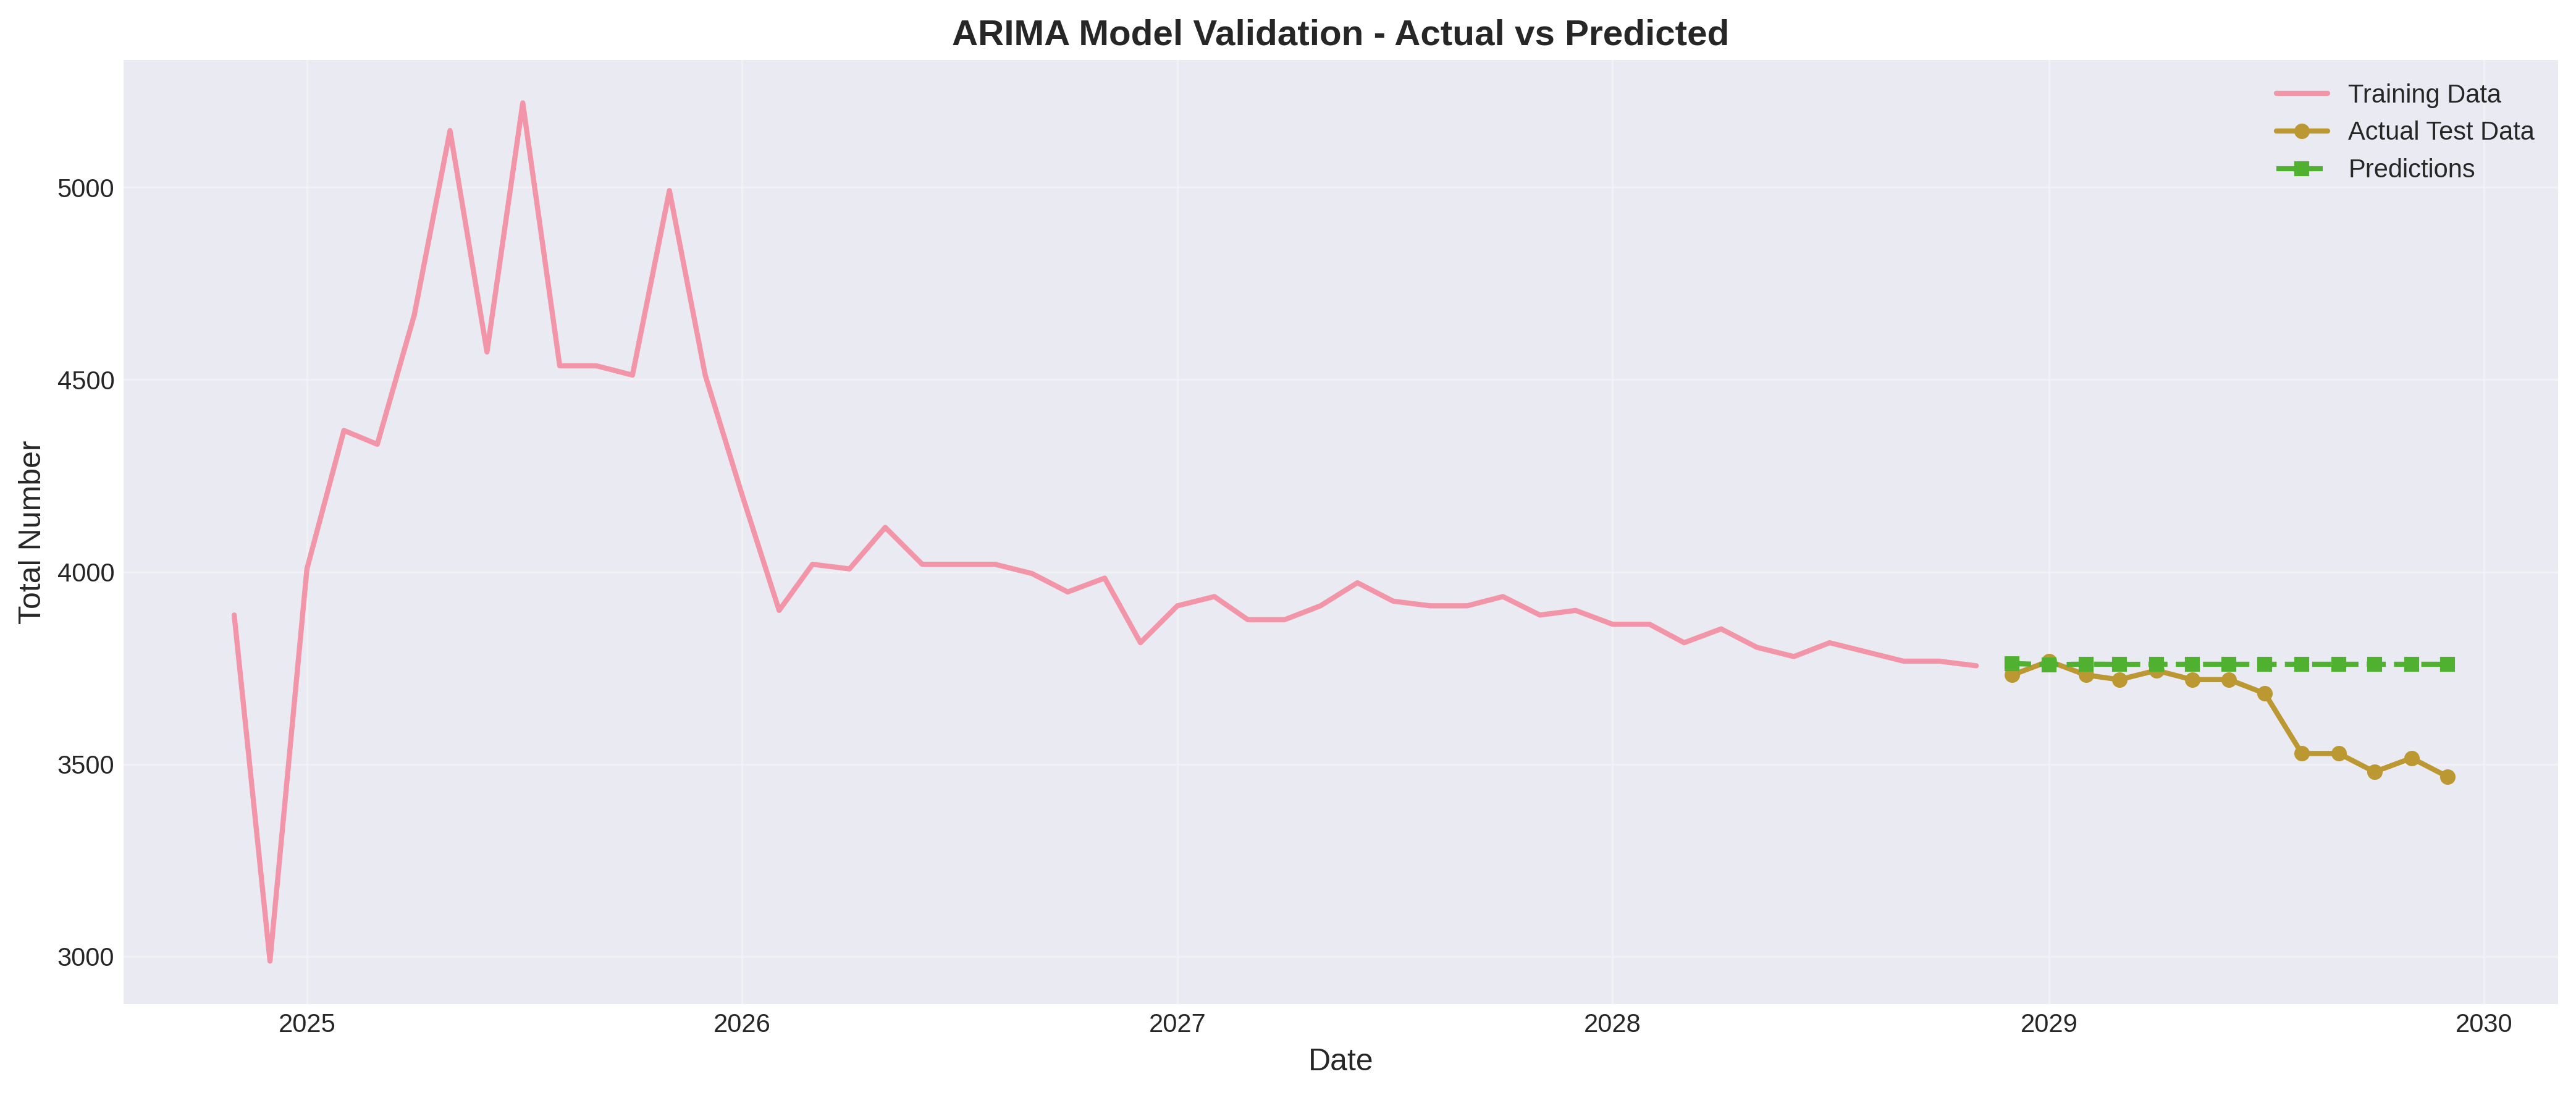 ARIMA Model Validation - Actual vs Predicted
Training Data
Actual Test Data
Predictions
Total Number
5000
4500
4000
3500
3000
2025
2026
2027
2028
2029
2030
Date